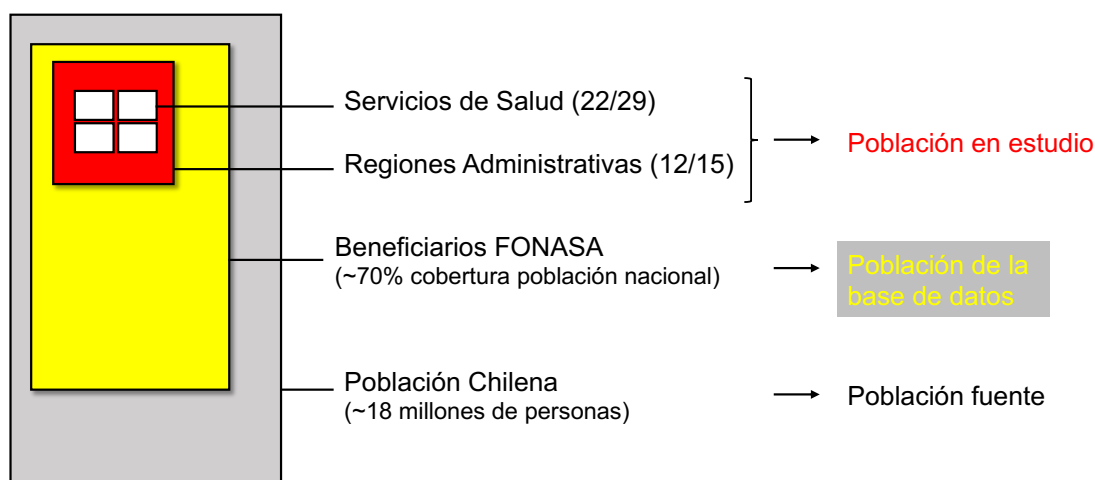 Servicios de Salud (22/29)
Regiones Administrativas (12/15)
Población en estudio
Beneficiarios FONASA
(~70% cobertura población nacional)
Población de la
base de datos
Población Chilena
(~18 millones de personas)
Población fuente